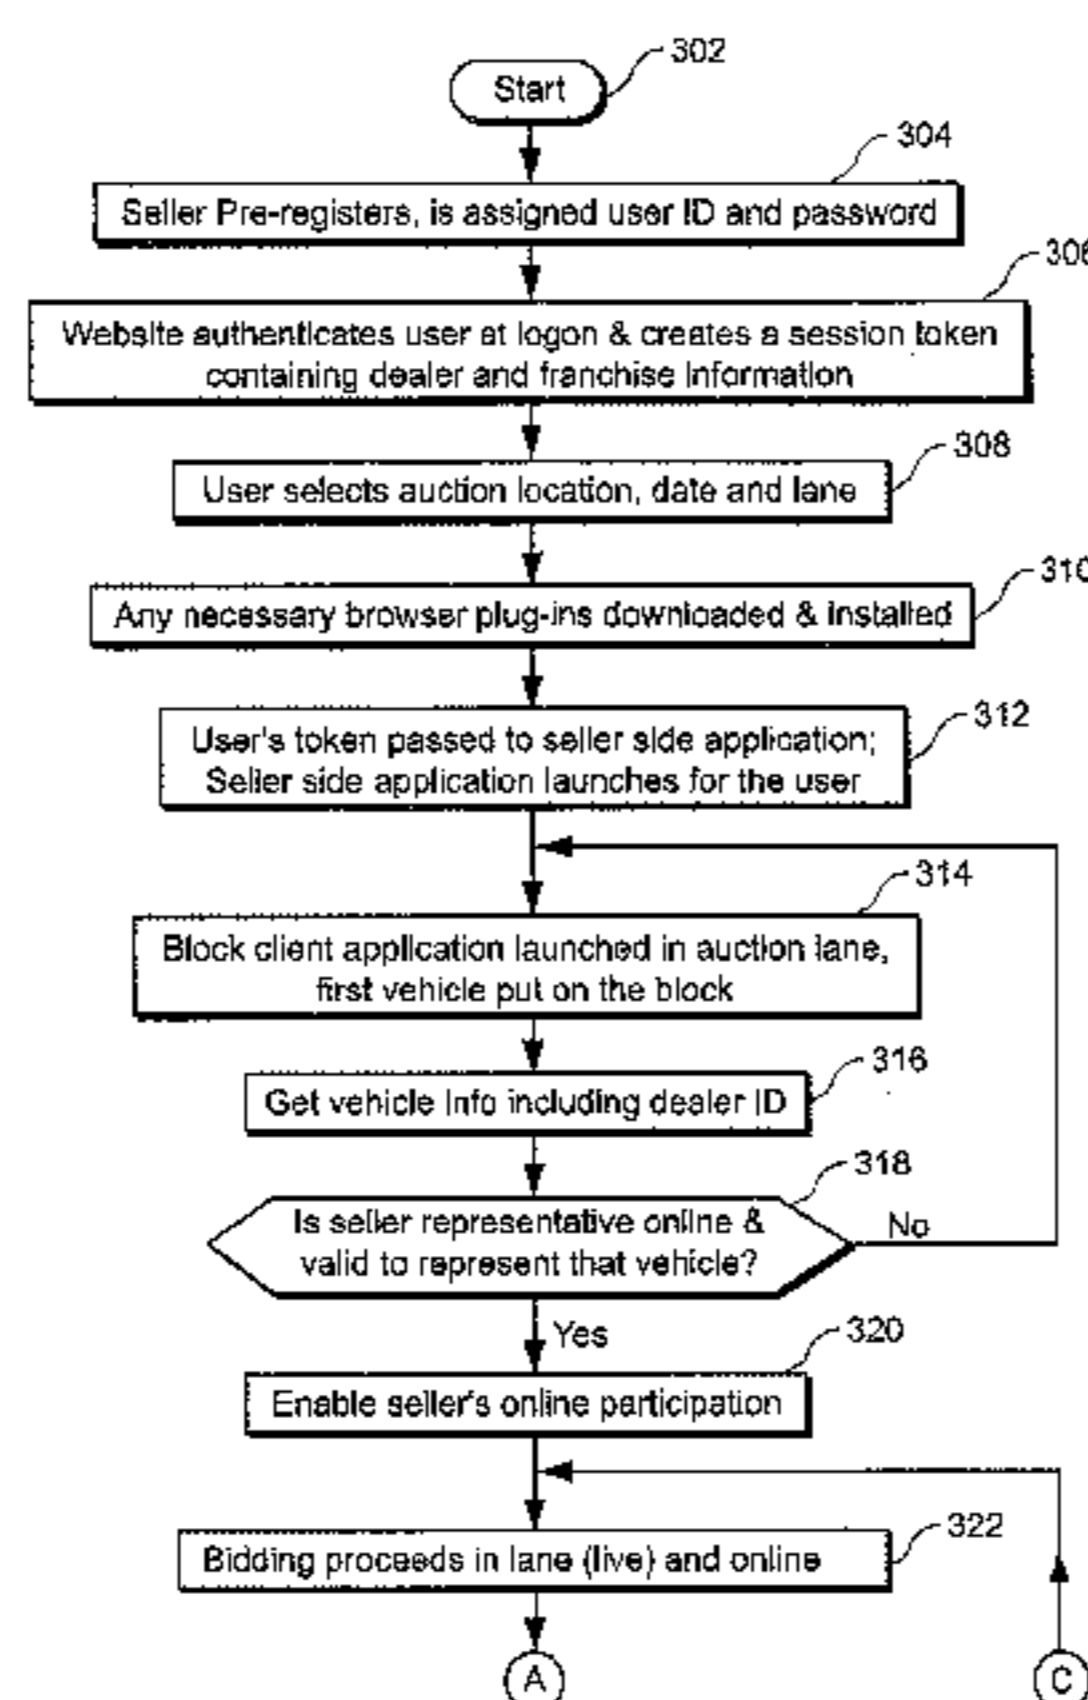 302
Start
304
Seller Pre-registers, is assigned user ID and password
306
Website authenticates user at logon & creates a session token
containing dealer and franchise information
308
User selects auction location, date and lane
310
Any necessary browser plug-ins downloaded & installed
312
User's token passed to seller side application;
Seller side application launches for the user
314
Block client application launched in auction lane,
first vehicle put on the block
316
Get vehicle info including dealer ID
318
Is seller representative online &
valid to represent that vehicle?
No
Yes
320
Enable seller's online participation
322
Bidding proceeds in lane (live) and online
A
C